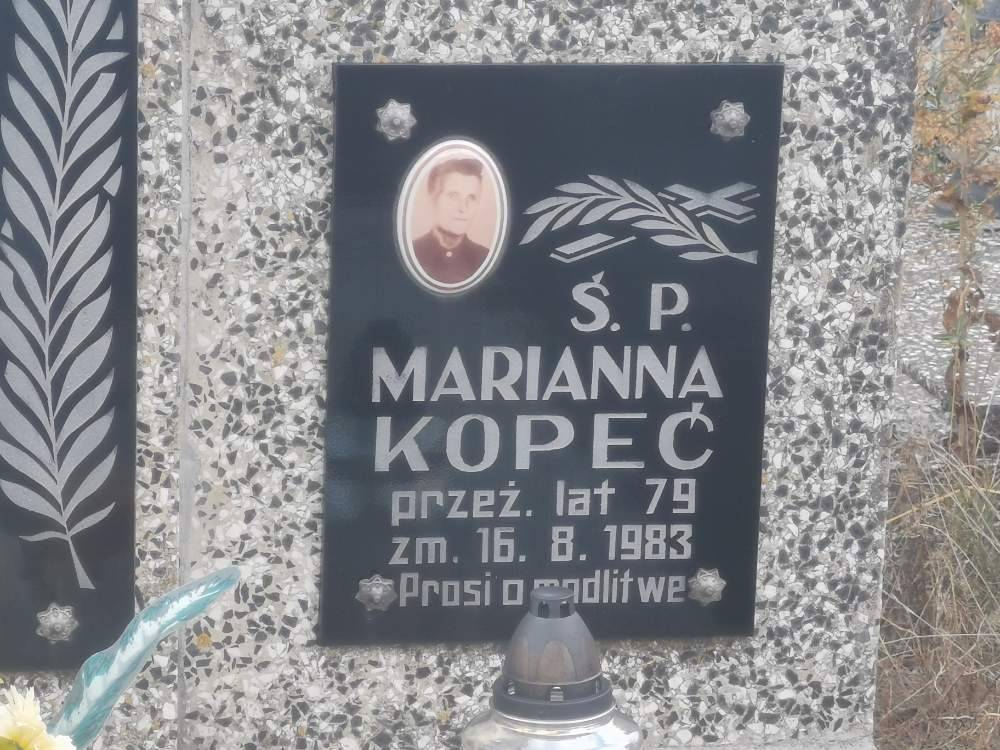 Ś. P.
MARIANNA
KOPEĆ
przeż. lat 79
zm. 16. 8. 1983
Prosi o modlitwe